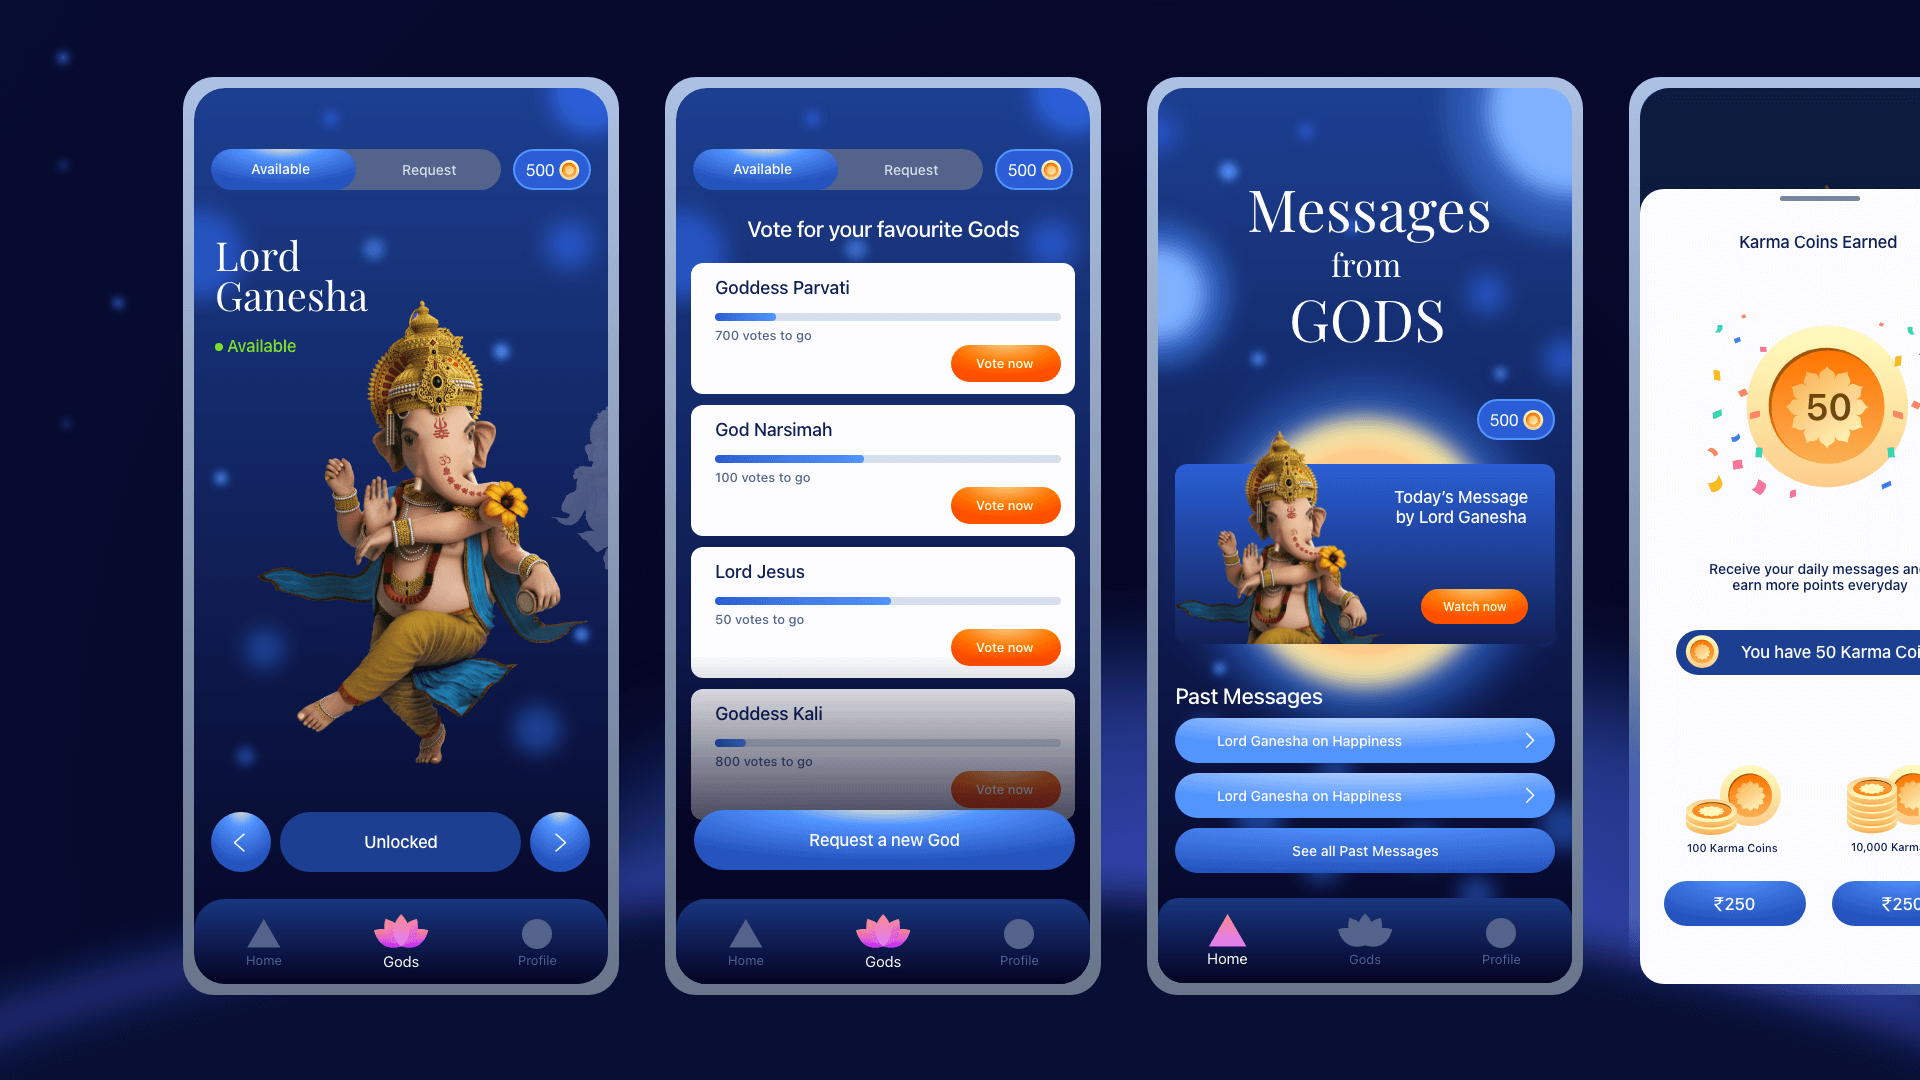 Available
Request
500
Lord
Ganesha
Available
Unlocked
Home
Gods
Profile
Available
Request
500
Vote for your favourite Gods
Goddess Parvati
700 votes to go
Vote now
God Narsimah
100 votes to go
Vote now
Lord Jesus
50 votes to go
Vote now
Goddess Kali
800 votes to go
Vote now
Request a new God
Home
Gods
Profile
Messages
from
GODS
500
Today’s Message
by Lord Ganesha
Watch now
Past Messages
Lord Ganesha on Happiness
Lord Ganesha on Happiness
See all Past Messages
Home
Gods
Profile
Karma Coins Earned
50
Receive your daily messages an
earn more points everyday
You have 50 Karma Coi
100 Karma Coins
10,000 Karm
₹250
₹250